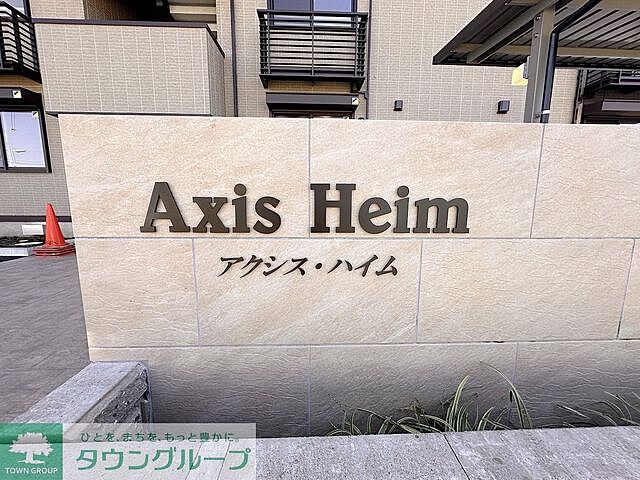 Axis Heim
アクシス・ハイム
ひとを、まちを、もっと豊かに。
タウングループ
TOWN GROUP